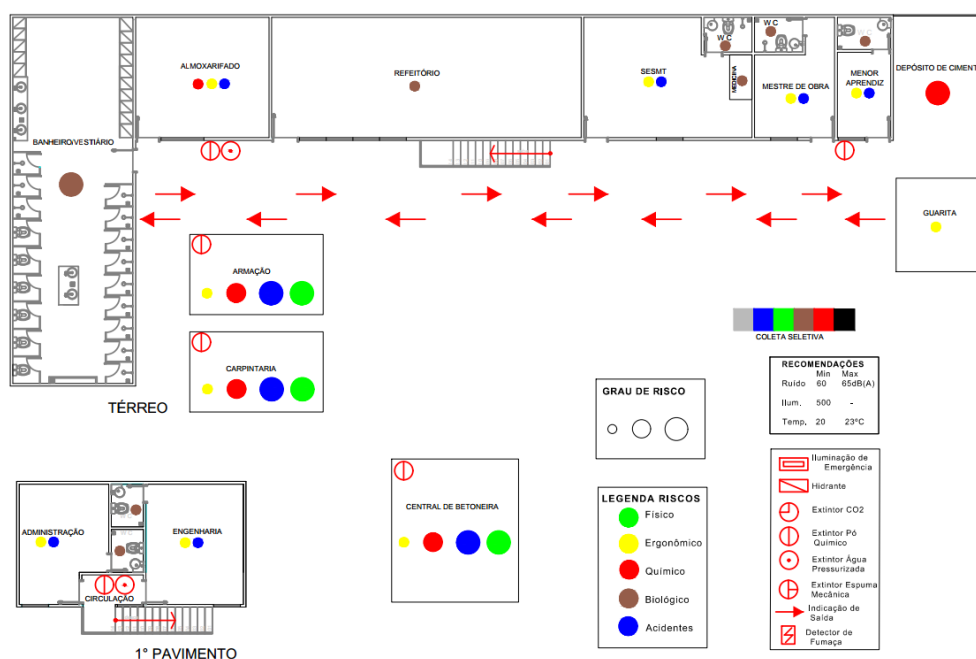 ALMOXARIFADO
REFEITÓRIO
SESMT
WC
WC
MEDICINA
MESTRE DE OBRA
MENOR
APRENDIZ
DEPÓSITO DE CIMENT
BANHEIRO/VESTIÁRIO
GUARITA
ARMAÇÃO
CARPINTARIA
COLETA SELETIVA
TÉRREO
GRAU DE RISCO
RECOMENDAÇÕES
Min Max
Ruído 60 65dB(A)
Ilum. 500 -
Temp. 20 23°C
CENTRAL DE BETONEIRA
LEGENDA RISCOS
Físico
Ergonômico
Químico
Biológico
Acidentes
Iluminação de
Emergência
Hidrante
Extintor CO2
Extintor Pó
Químico
Extintor Água
Pressurizada
Extintor Espuma
Mecânica
Indicação de
Saída
Detector de
Fumaça
ADMINISTRAÇÃO
ENGENHARIA
CIRCULAÇÃO
1° PAVIMENTO